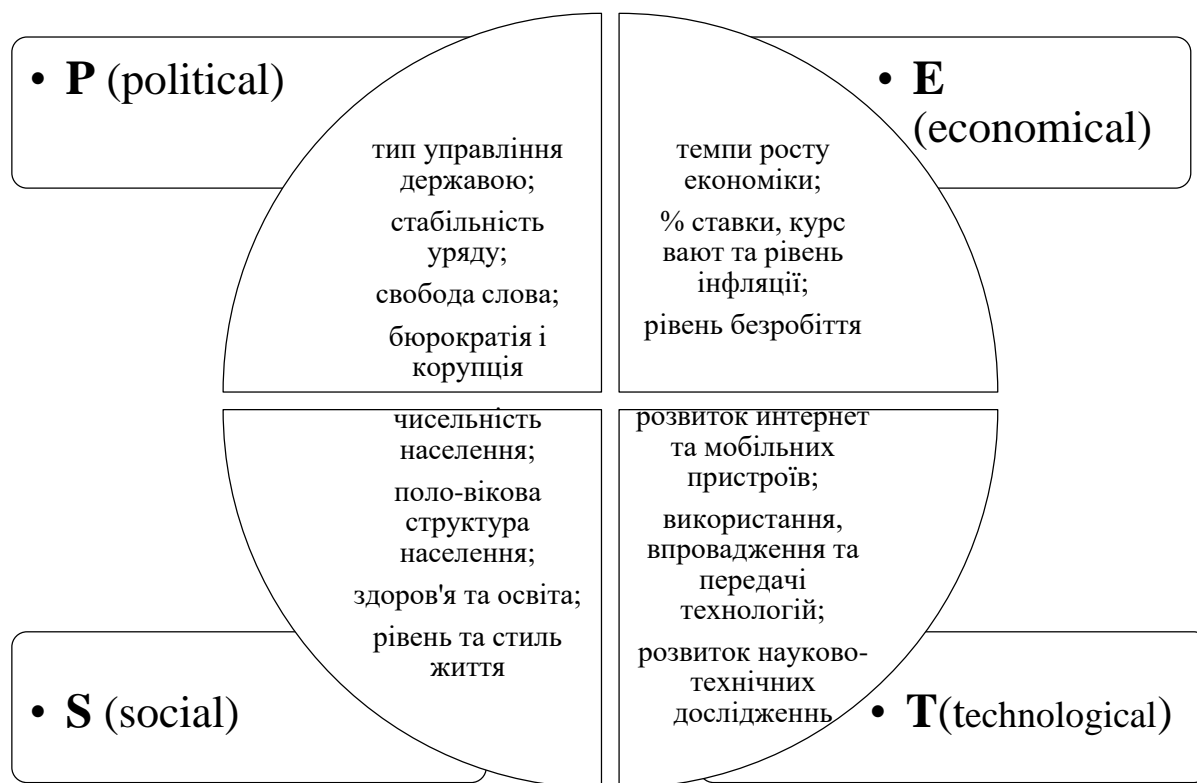 • P (political)
тип управління
державою;
стабільність
уряду;
свобода слова;
бюрократія і
корупція
• E
(economical)
темпи росту
економіки;
% ставки, курс
вают та рівень
інфляції;
рівень безробіття
чисельність
населення;
поло-вікова
структура
населення;
здоров'я та освіта;
рівень та стиль
життя
• S (social)
розвиток интернет
та мобільних
пристроїв;
використання,
впровадження та
передачі
технологій;
розвиток науково-
технічних
дослідженнь
• T(technological)